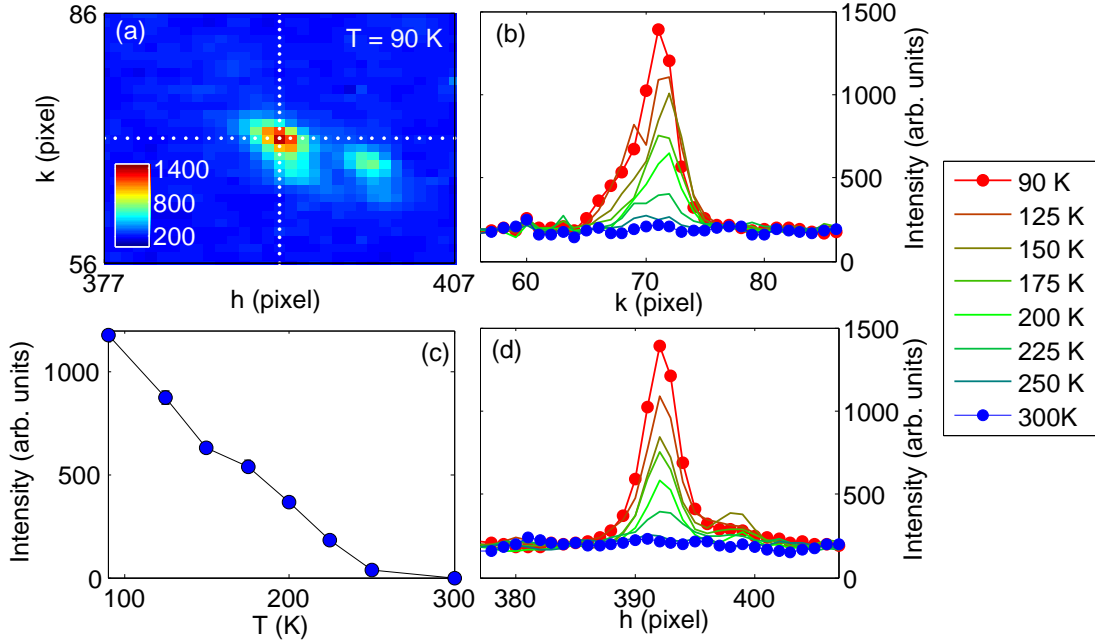 86
(a)
T = 90 K
k (pixel)
1400
800
200
56
377
407
h (pixel)
(b)
1500
1000
500
0
Intensity (arb. units)
60
70
80
k (pixel)
90 K
125 K
150 K
175 K
200 K
225 K
250 K
300K
(c)
1000
500
0
Intensity (arb. units)
100
200
300
T (K)
(d)
1500
1000
500
0
Intensity (arb. units)
380
390
400
h (pixel)